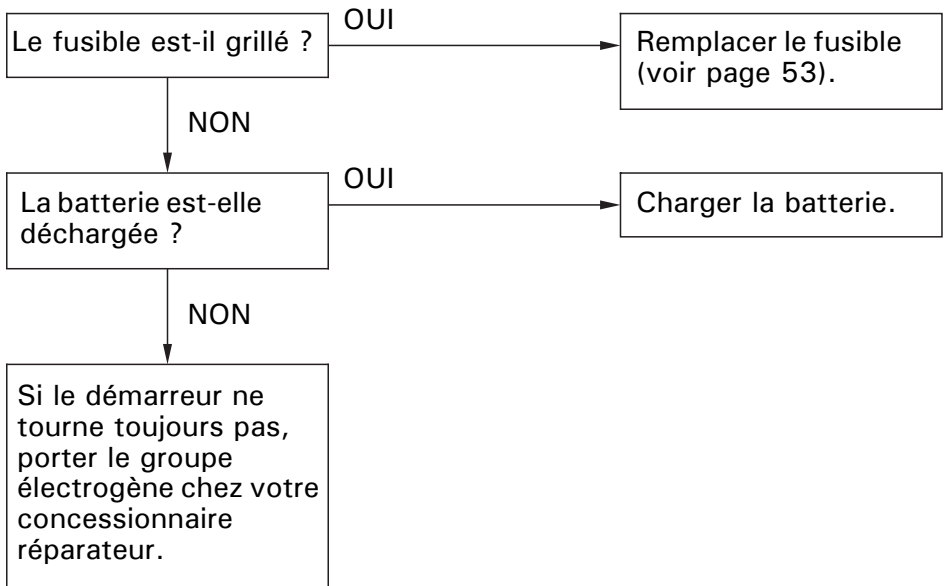 Le fusible est-il grillé ?
OUI
Remplacer le fusible
(voir page 53).
NON
La batterie est-elle
déchargée ?
OUI
Charger la batterie.
NON
Si le démarreur ne
tourne toujours pas,
porter le groupe
électrogène chez votre
concessionnaire
réparateur.